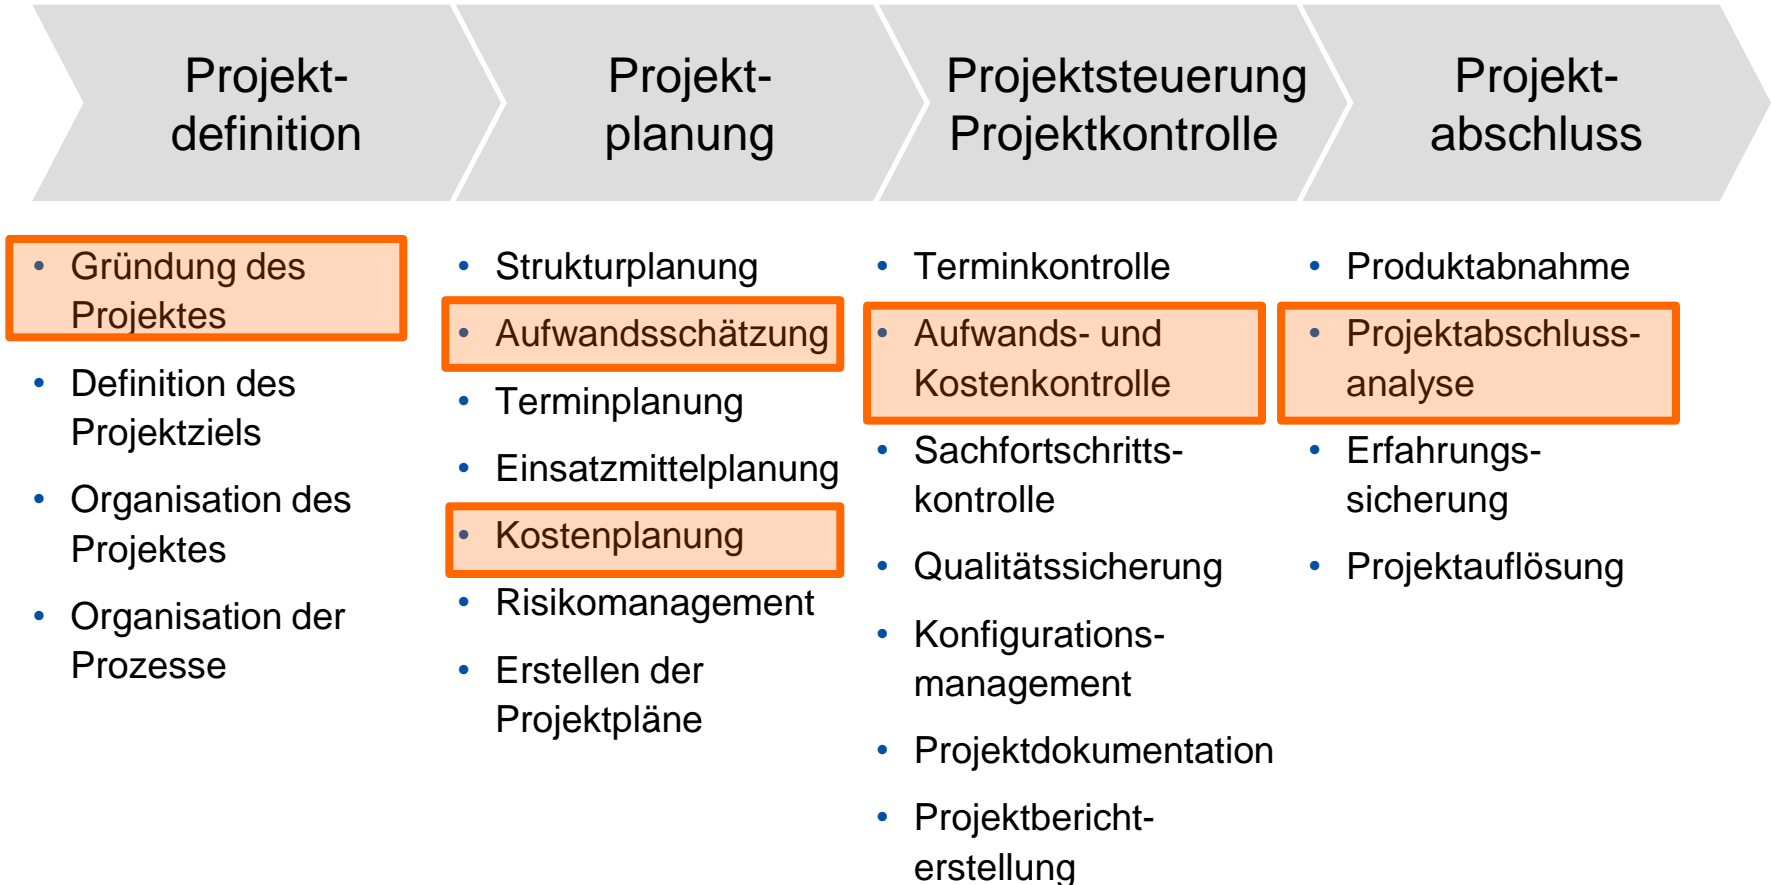 Projekt-
definition
Projekt-
planung
Projektsteuerung
Projektkontrolle
Projekt-
abschluss
• Gründung des
Projektes
• Definition des
Projektziels
• Organisation des
Projektes
• Organisation der
Prozesse
• Strukturplanung
• Aufwandsschätzung
• Terminplanung
• Einsatzmittelplanung
• Kostenplanung
• Risikomanagement
• Erstellen der
Projektpläne
• Terminkontrolle
• Aufwands- und
Kostenkontrolle
• Sachfortschritts-
kontrolle
• Qualitätssicherung
• Konfigurations-
management
• Projektdokumentation
• Projektbericht-
erstellung
• Produktabnahme
• Projektabschluss-
analyse
• Erfahrungs-
sicherung
• Projektauflösung